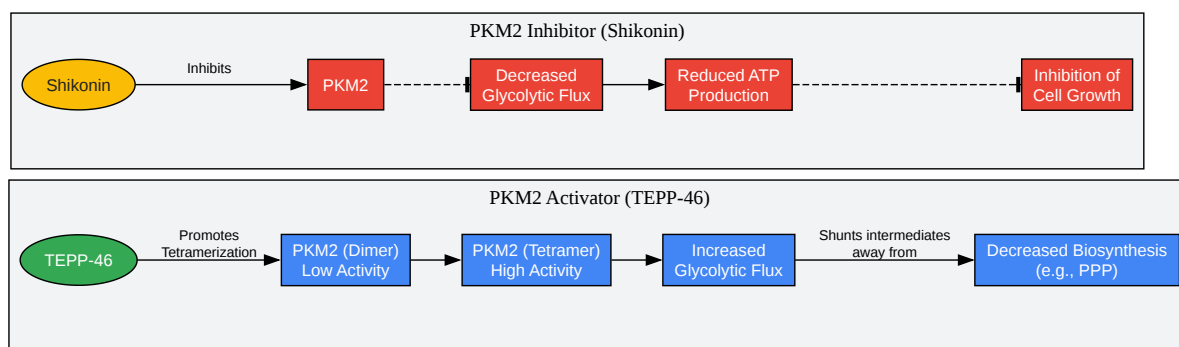 PKM2 Inhibitor (Shikonin)
Shikonin
Inhibits
PKM2
Decreased
Glycolytic Flux
Reduced ATP
Production
Inhibition of
Cell Growth
PKM2 Activator (TEPP-46)
TEPP-46
Promotes
Tetramerization
PKM2 (Dimer)
Low Activity
PKM2 (Tetramer)
High Activity
Increased
Glycolytic Flux
Shunts intermediates
away from
Decreased Biosynthesis
(e.g., PPP)